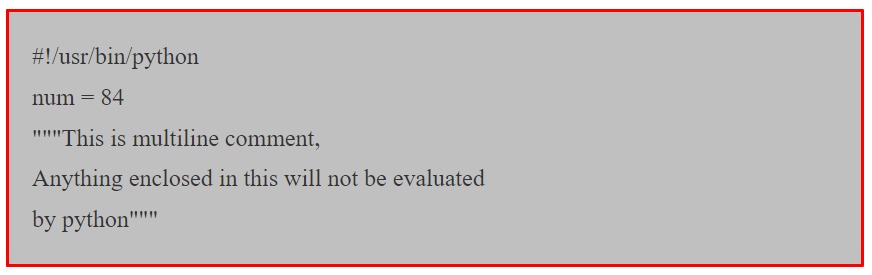 #!/usr/bin/python
num = 84
"""This is multiline comment,
Anything enclosed in this will not be evaluated
by python"""